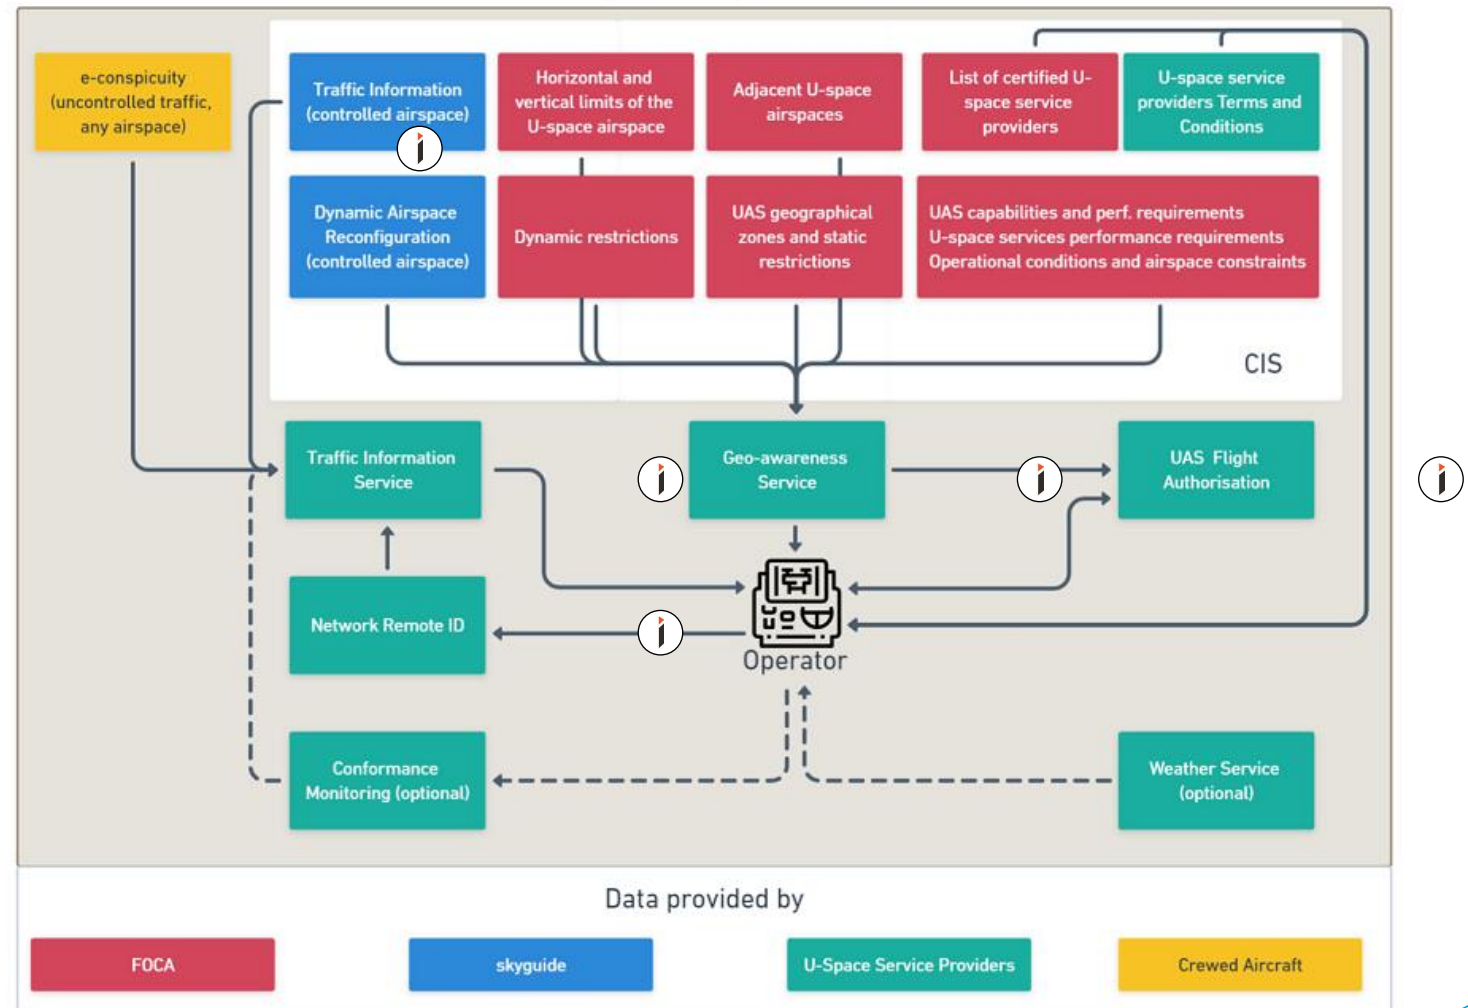 e-conspicuity
(uncontrolled traffic,
any airspace)
Traffic Information
(controlled airspace)
Horizontal and
vertical limits of the
U-space airspace
Adjacent U-space
airspaces
List of certified U-
space service
providers
U-space service
providers Terms and
Conditions
Dynamic Airspace
Reconfiguration
(controlled airspace)
Dynamic restrictions
UAS geographical
zones and static
restrictions
UAS capabilities and perf. requirements
U-space services performance requirements
Operational conditions and airspace constraints
CIS
Traffic Information
Service
Geo-awareness
Service
UAS Flight
Authorisation
Network Remote ID
Operator
Conformance
Monitoring (optional)
Weather Service
(optional)
Data provided by
FOCA
skyguide
U-Space Service Providers
Crewed Aircraft